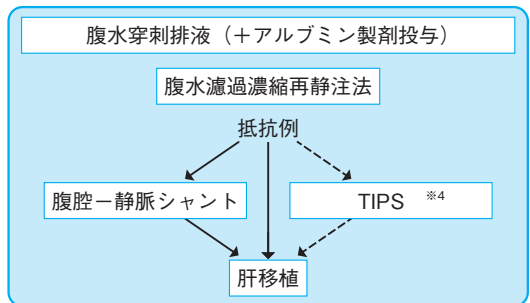 腹水穿刺排液（＋アルブミン製剤投与）
腹水濾過濃縮再静注法
抵抗例
腹腔－静脈シャント
TIPS ※4
肝移植